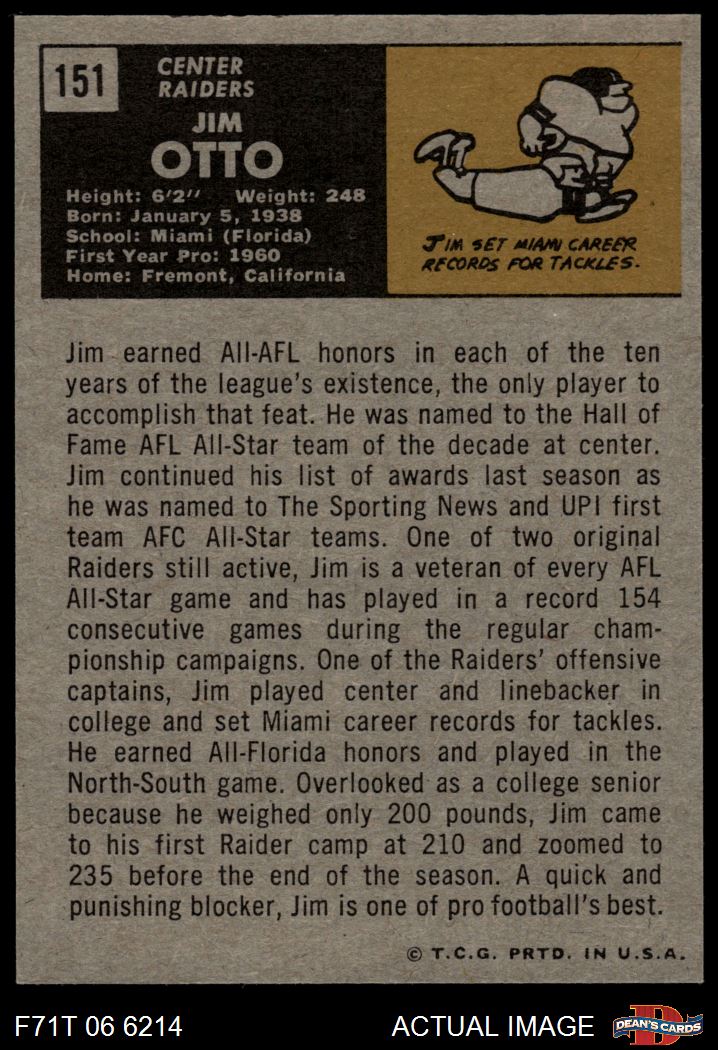 151
CENTER
RAIDERS
JIM
OTTO
Height: 6'2" Weight: 248
Born: January 5, 1938
School: Miami (Florida)
First Year Pro: 1960
Home: Fremont, California
JIM SET MIAMI CAREER
RECORDS FOR TACKLES.
Jim earned All-AFL honors in each of the ten
years of the league's existence, the only player to
accomplish that feat. He was named to the Hall of
Fame AFL All-Star team of the decade at center.
Jim continued his list of awards last season as
he was named to The Sporting News and UPI first
team AFC All-Star teams. One of two original
Raiders still active, Jim is a veteran of every AFL
All-Star game and has played in a record 154
consecutive games during the regular cham-
pionship campaigns. One of the Raiders' offensive
captains, Jim played center and linebacker in
college and set Miami career records for tackles.
He earned All-Florida honors and played in the
North-South game. Overlooked as a college senior
because he weighed only 200 pounds, Jim came
to his first Raider camp at 210 and zoomed to
235 before the end of the season. A quick and
punishing blocker, Jim is one of pro football's best.
© T.C.G. PRTD. IN U.S.A.
F71T 06 6214 ACTUAL IMAGE DEAN'S CARDS